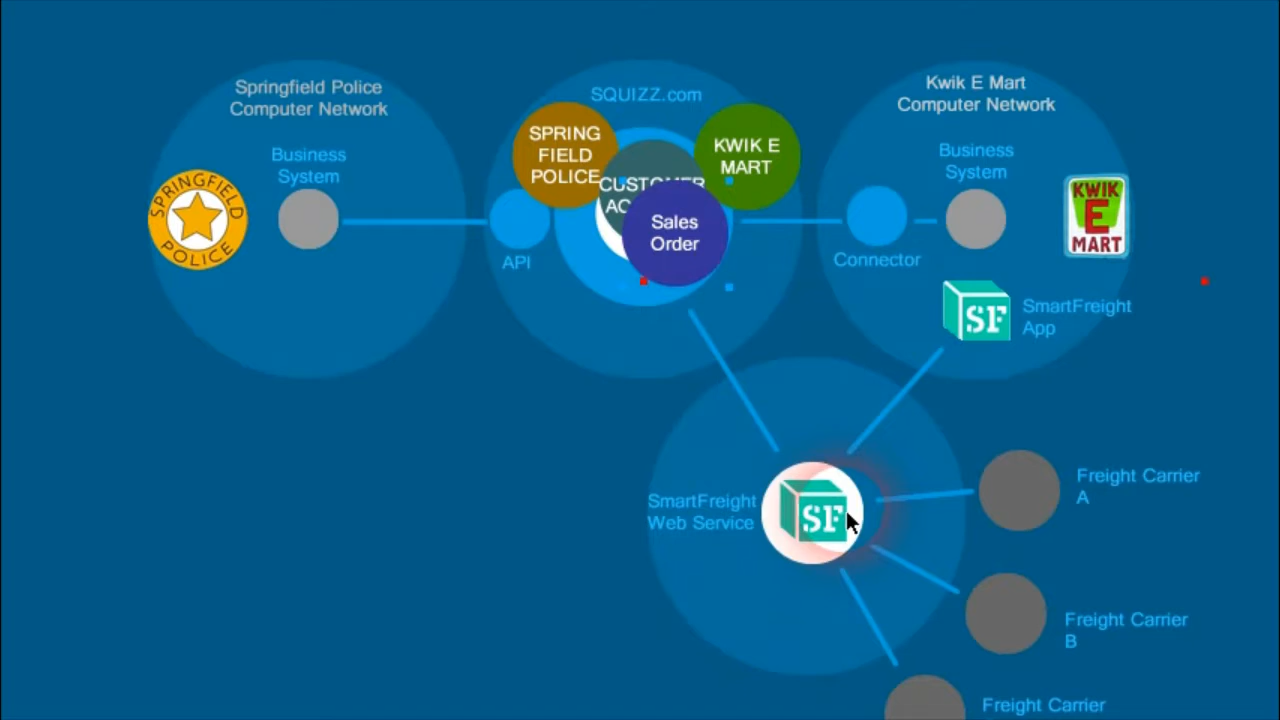 Springfield Police
Computer Network
SQUIZZ.com
Kwik E Mart
Computer Network
SPRING
FIELD
POLICE
KWIK E
MART
Business
System
Business
System
SPRINGFIELD
POLICE
CUSTOMER
Sales
Order
KWIK
E
MART
API
Connector
SF
SmartFreight
App
SmartFreight
Web Service
SF
Freight Carrier
A
Freight Carrier
B
Freight Carrier